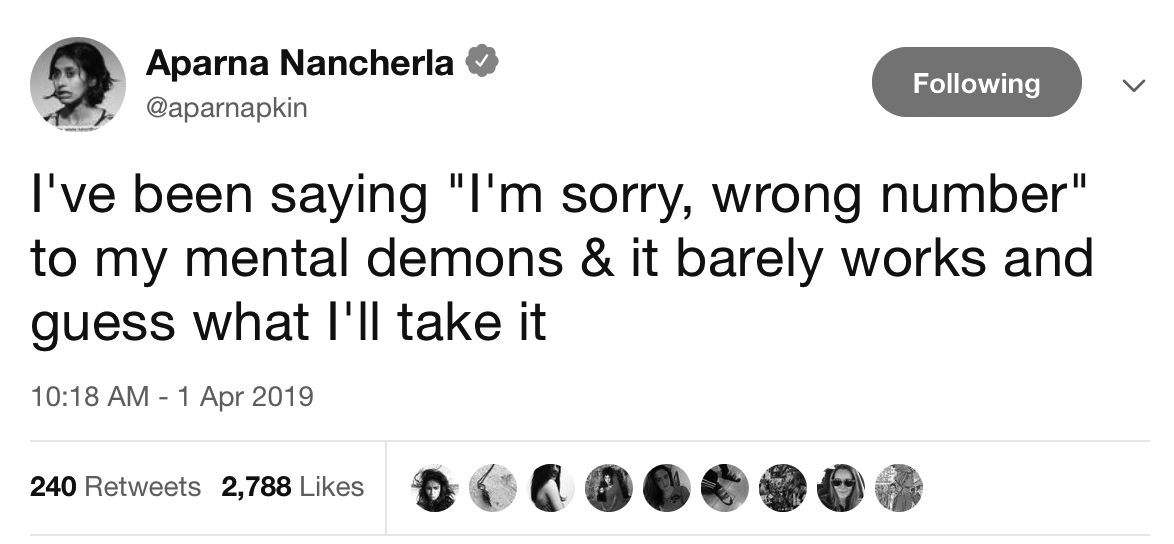 Aparna Nancherla
@aparnapkin
Following
I've been saying "I'm sorry, wrong number"
to my mental demons & it barely works and
guess what I'll take it
10:18 AM - 1 Apr 2019
240 Retweets 2,788 Likes